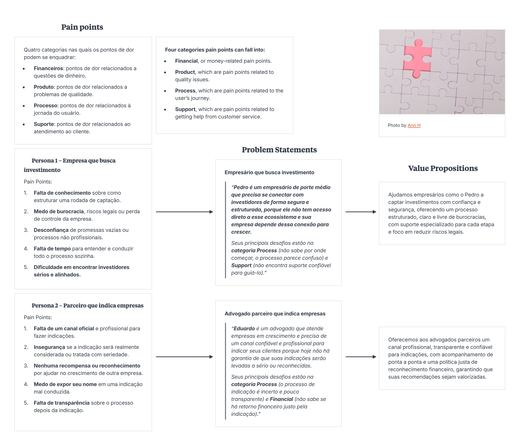 Pain points
Quatro categorias nas quais os pontos de dor
podem se enquadrar:
Financeiros: pontos de dor relacionados a
questões de dinheiro.
Produto: pontos de dor relacionados a
problemas de qualidade.
Processo: pontos de dor relacionados à
jornada do usuário.
Suporte: pontos de dor relacionados ao
atendimento ao cliente.
Four categories pain points can fall into:
Financial, or money-related pain points.
Product, which are pain points related to
quality issues.
Process, which are pain points related to the
user's journey.
Support, which are pain points related to
getting help from customer service.
Photo by Ann H
Persona 1 – Empresa que busca
investimento
Pain Points:
1. Falta de conhecimento sobre como
estruturar uma rodada de captação.
2. Medo de burocracia, riscos legais ou perda
de controle da empresa.
3. Desconfiança de promessas vazias ou
processos não profissionais.
4. Falta de tempo para entender e conduzir
todo o processo sozinha.
5. Dificuldade em encontrar investidores
sérios e alinhados.
Problem Statements
Empresário que busca investimento
"Pedro é um empresário de porte médio
que precisa se conectar com
investidores de forma segura e
estruturada, porque ele não tem acesso
direto a esse ecossistema e sua
empresa depende dessa conexão para
crescer.
Seus principais desafios estão na
categoria Process (não sabe por onde
começar, o processo parece confuso) e
Support (não encontra suporte confiável
para guiá-lo)."
Value Propositions
Ajudamos empresários como o Pedro a
captar investimentos com confiança e
segurança, oferecendo um processo
estruturado, claro e livre de burocracias,
com suporte especializado para cada etapa
e foco em reduzir riscos legais.
Persona 2 – Parceiro que indica empresas
Pain Points:
1. Falta de um canal oficial e profissional para
fazer indicações.
2. Insegurança se a indicação será realmente
considerada ou tratada com seriedade.
3. Nenhuma recompensa ou reconhecimento
por ajudar no crescimento de outra empresa.
4. Medo de expor seu nome em uma indicação
mal conduzida.
5. Falta de transparência sobre o processo
depois da indicação.
Advogado parceiro que indica empresas
"Eduardo é um advogado que atende
empresas em crescimento e precisa de
um canal confiável e profissional para
indicar seus clientes porque hoje não há
garantia de que suas indicações serão
levadas a sério ou reconhecidas.
Seus principais desafios estão na
categoria Process (o processo de
indicação é incerto e pouco
transparente) e Financial (não sabe se
há retorno financeiro justo pela
indicação)."
Oferecemos aos advogados parceiros um
canal profissional, transparente e confiável
para indicações, com acompanhamento de
ponta a ponta e uma política justa de
reconhecimento financeiro, garantindo que
suas recomendações sejam valorizadas.